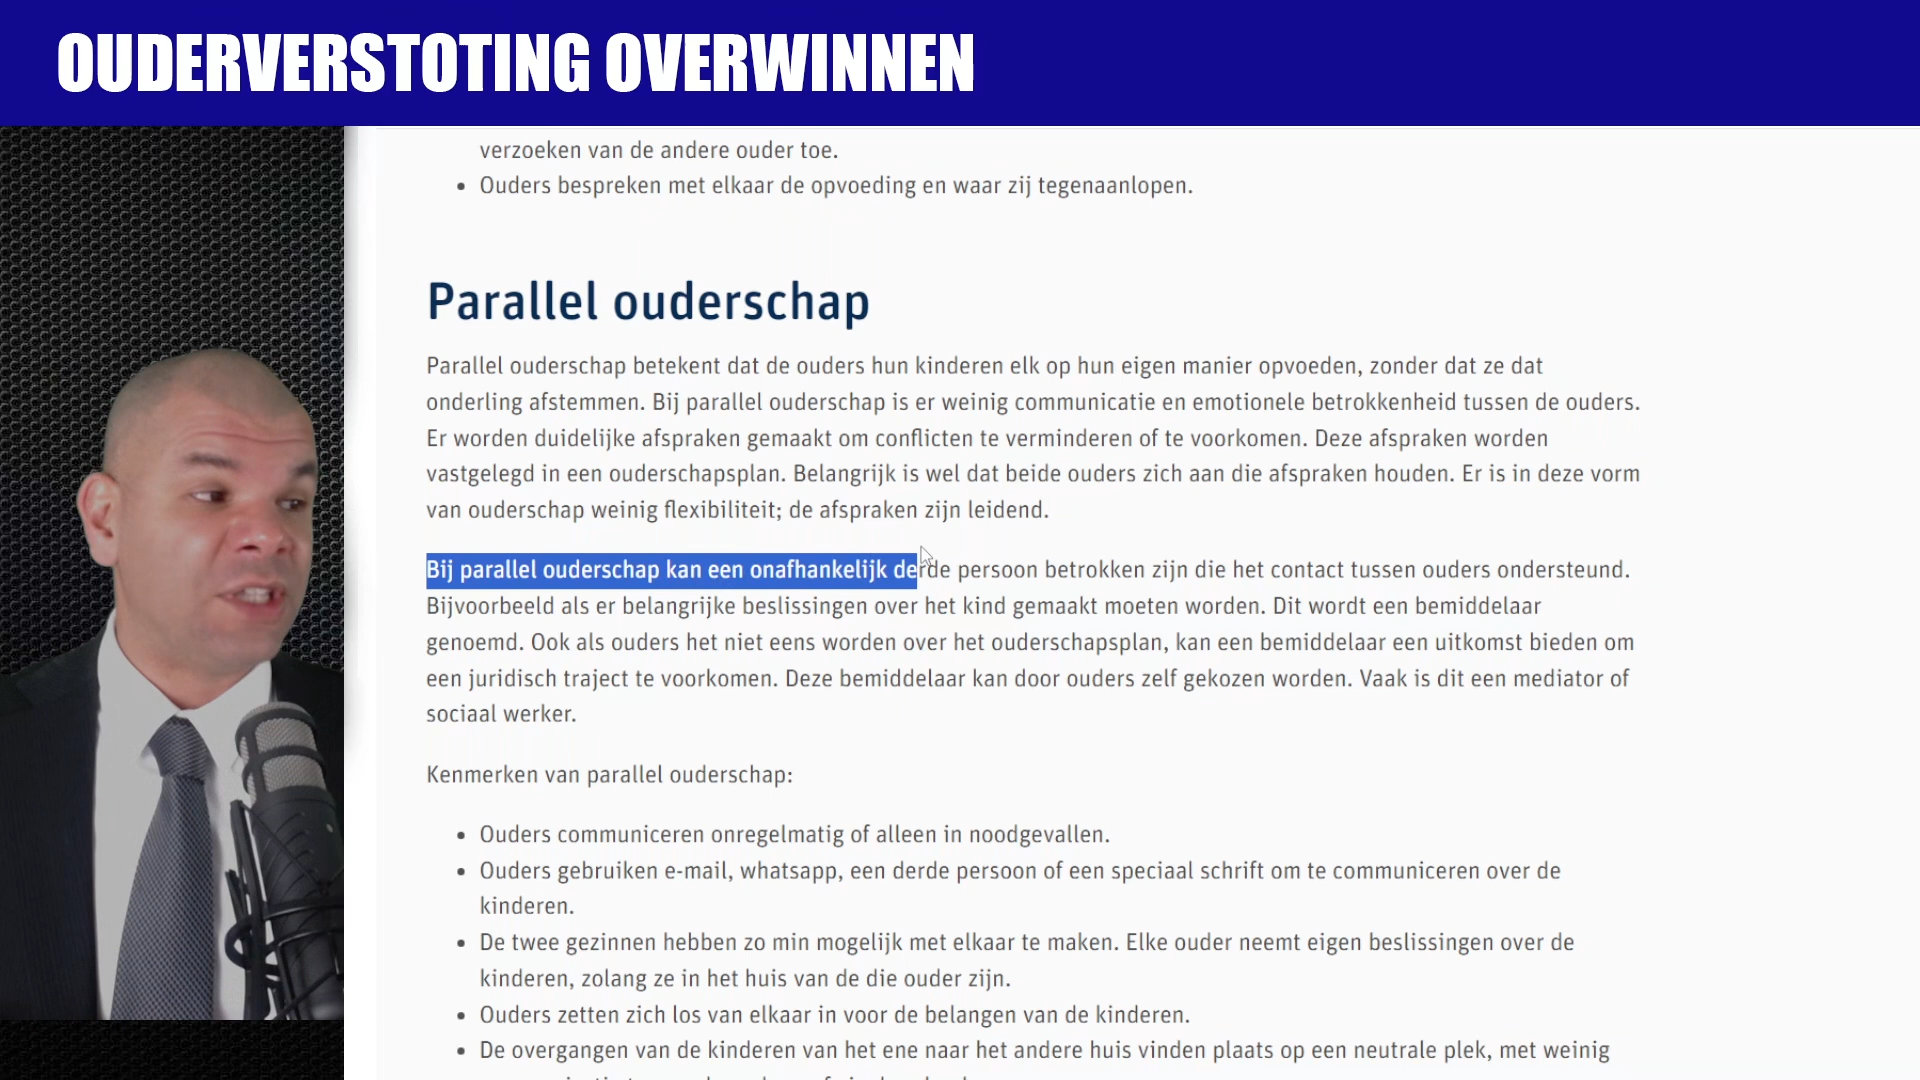 OUDERVERSTOTING OVERWINNEN
verzoeken van de andere ouder toe.
• Ouders bespreken met elkaar de opvoeding en waar zij tegenaanlopen.
Parallel ouderschap
Parallel ouderschap betekent dat de ouders hun kinderen elk op hun eigen manier opvoeden, zonder dat ze dat
onderling afstemmen. Bij parallel ouderschap is er weinig communicatie en emotionele betrokkenheid tussen de ouders.
Er worden duidelijke afspraken gemaakt om conflicten te verminderen of te voorkomen. Deze afspraken worden
vastgelegd in een ouderschapsplan. Belangrijk is wel dat beide ouders zich aan die afspraken houden. Er is in deze vorm
van ouderschap weinig flexibiliteit; de afspraken zijn leidend.
Bij parallel ouderschap kan een onafhankelijk derde persoon betrokken zijn die het contact tussen ouders ondersteund.
Bijvoorbeeld als er belangrijke beslissingen over het kind gemaakt moeten worden. Dit wordt een bemiddelaar
genoemd. Ook als ouders het niet eens worden over het ouderschapsplan, kan een bemiddelaar een uitkomst bieden om
een juridisch traject te voorkomen. Deze bemiddelaar kan door ouders zelf gekozen worden. Vaak is dit een mediator of
sociaal werker.
Kenmerken van parallel ouderschap:
• Ouders communiceren onregelmatig of alleen in noodgevallen.
• Ouders gebruiken e-mail, whatsapp, een derde persoon of een speciaal schrift om te communiceren over de
kinderen.
• De twee gezinnen hebben zo min mogelijk met elkaar te maken. Elke ouder neemt eigen beslissingen over de
kinderen, zolang ze in het huis van de die ouder zijn.
• Ouders zetten zich los van elkaar in voor de belangen van de kinderen.
• De overgangen van de kinderen van het ene naar het andere huis vinden plaats op een neutrale plek, met weinig